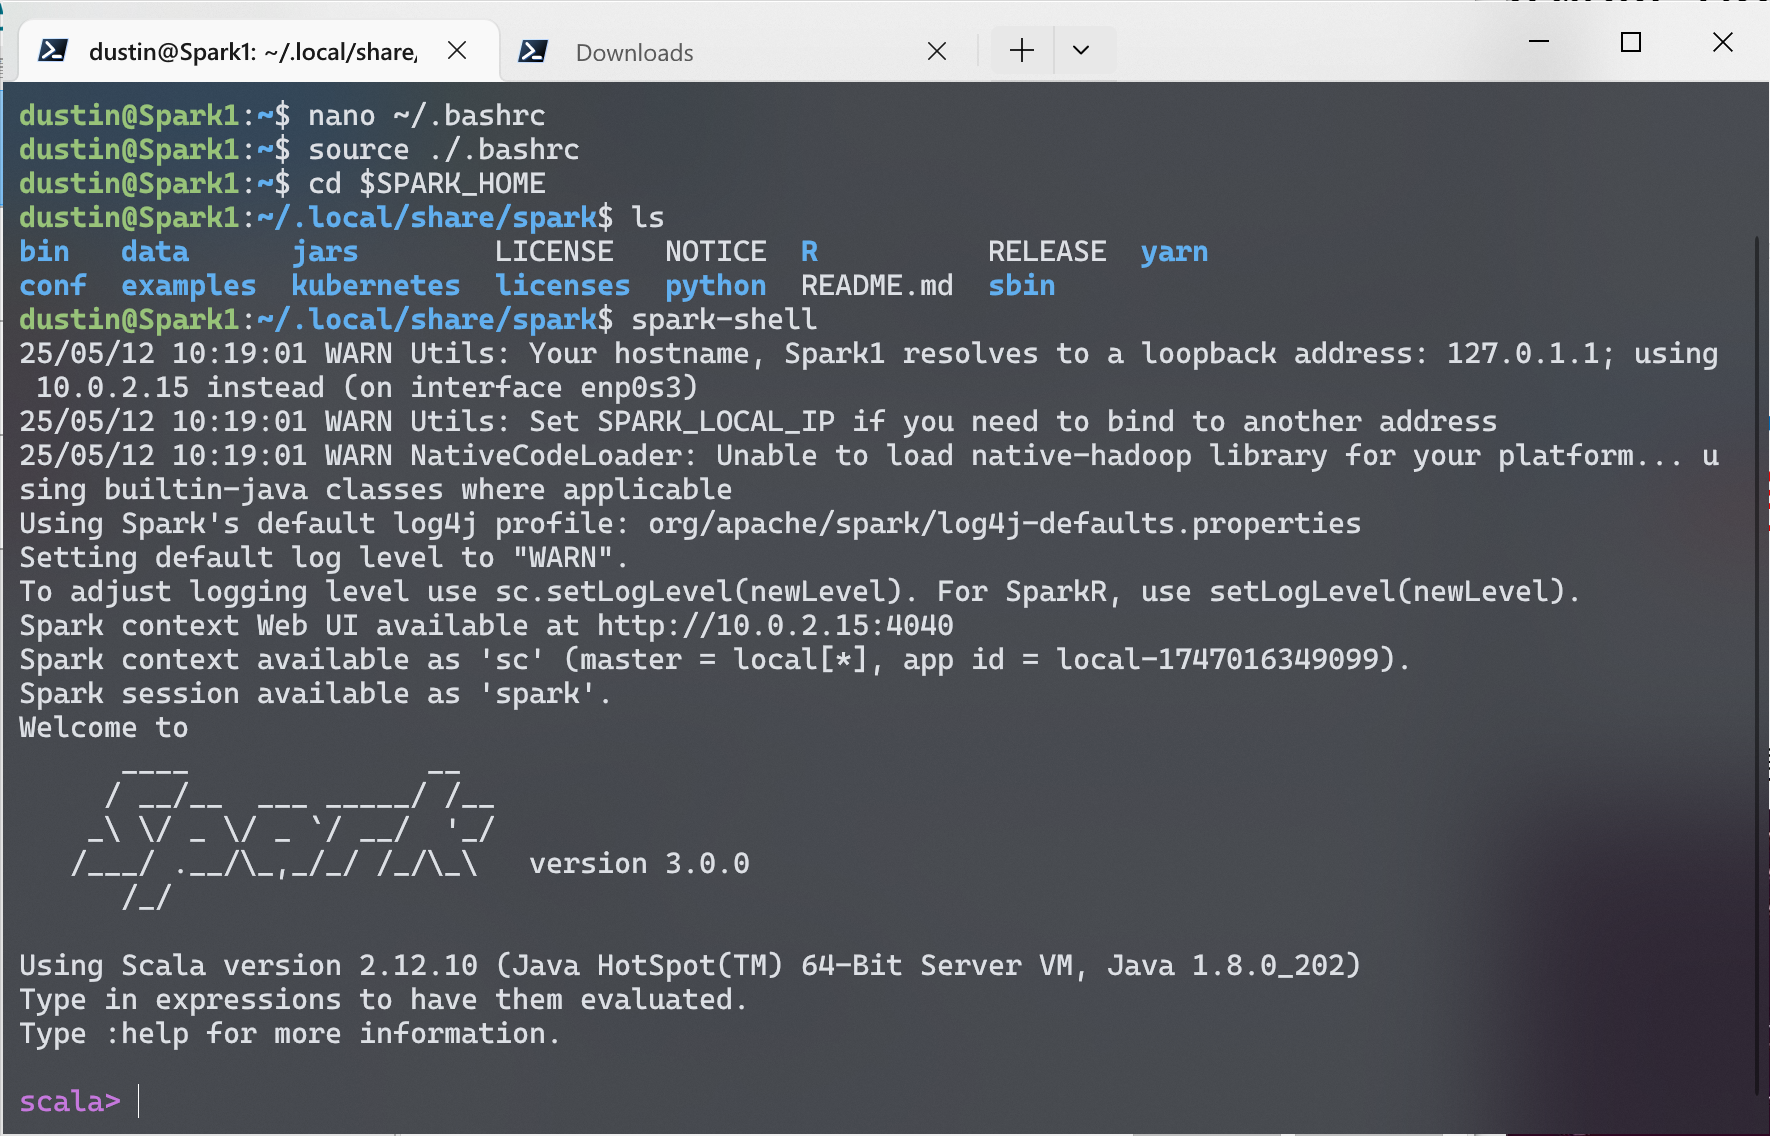 dustin@Spark1: ~/.local/share/
Downloads
dustin@Spark1:~$ nano ~/.bashrc
dustin@Spark1:~$ source ./.bashrc
dustin@Spark1:~$ cd $SPARK_HOME
dustin@Spark1:~/.local/share/spark$ ls
bin   data      jars        LICENSE   NOTICE  R          RELEASE  yarn
conf  examples  kubernetes  licenses  python  README.md  sbin
dustin@Spark1:~/.local/share/spark$ spark-shell
25/05/12 10:19:01 WARN Utils: Your hostname, Spark1 resolves to a loopback address: 127.0.1.1; using
 10.0.2.15 instead (on interface enp0s3)
25/05/12 10:19:01 WARN Utils: Set SPARK_LOCAL_IP if you need to bind to another address
25/05/12 10:19:01 WARN NativeCodeLoader: Unable to load native-hadoop library for your platform... u
sing builtin-java classes where applicable
Using Spark's default log4j profile: org/apache/spark/log4j-defaults.properties
Setting default log level to "WARN".
To adjust logging level use sc.setLogLevel(newLevel). For SparkR, use setLogLevel(newLevel).
Spark context Web UI available at http://10.0.2.15:4040
Spark context available as 'sc' (master = local[*], app id = local-1747016349099).
Spark session available as 'spark'.
Welcome to
      ____              __
     / __/__  ___ _____/ /__
    _\ \/ _ \/ _ `/ __/  '_/
   /___/ .__/\_,_/_/ /_/\_\   version 3.0.0
      /_/
Using Scala version 2.12.10 (Java HotSpot(TM) 64-Bit Server VM, Java 1.8.0_202)
Type in expressions to have them evaluated.
Type :help for more information.
scala>